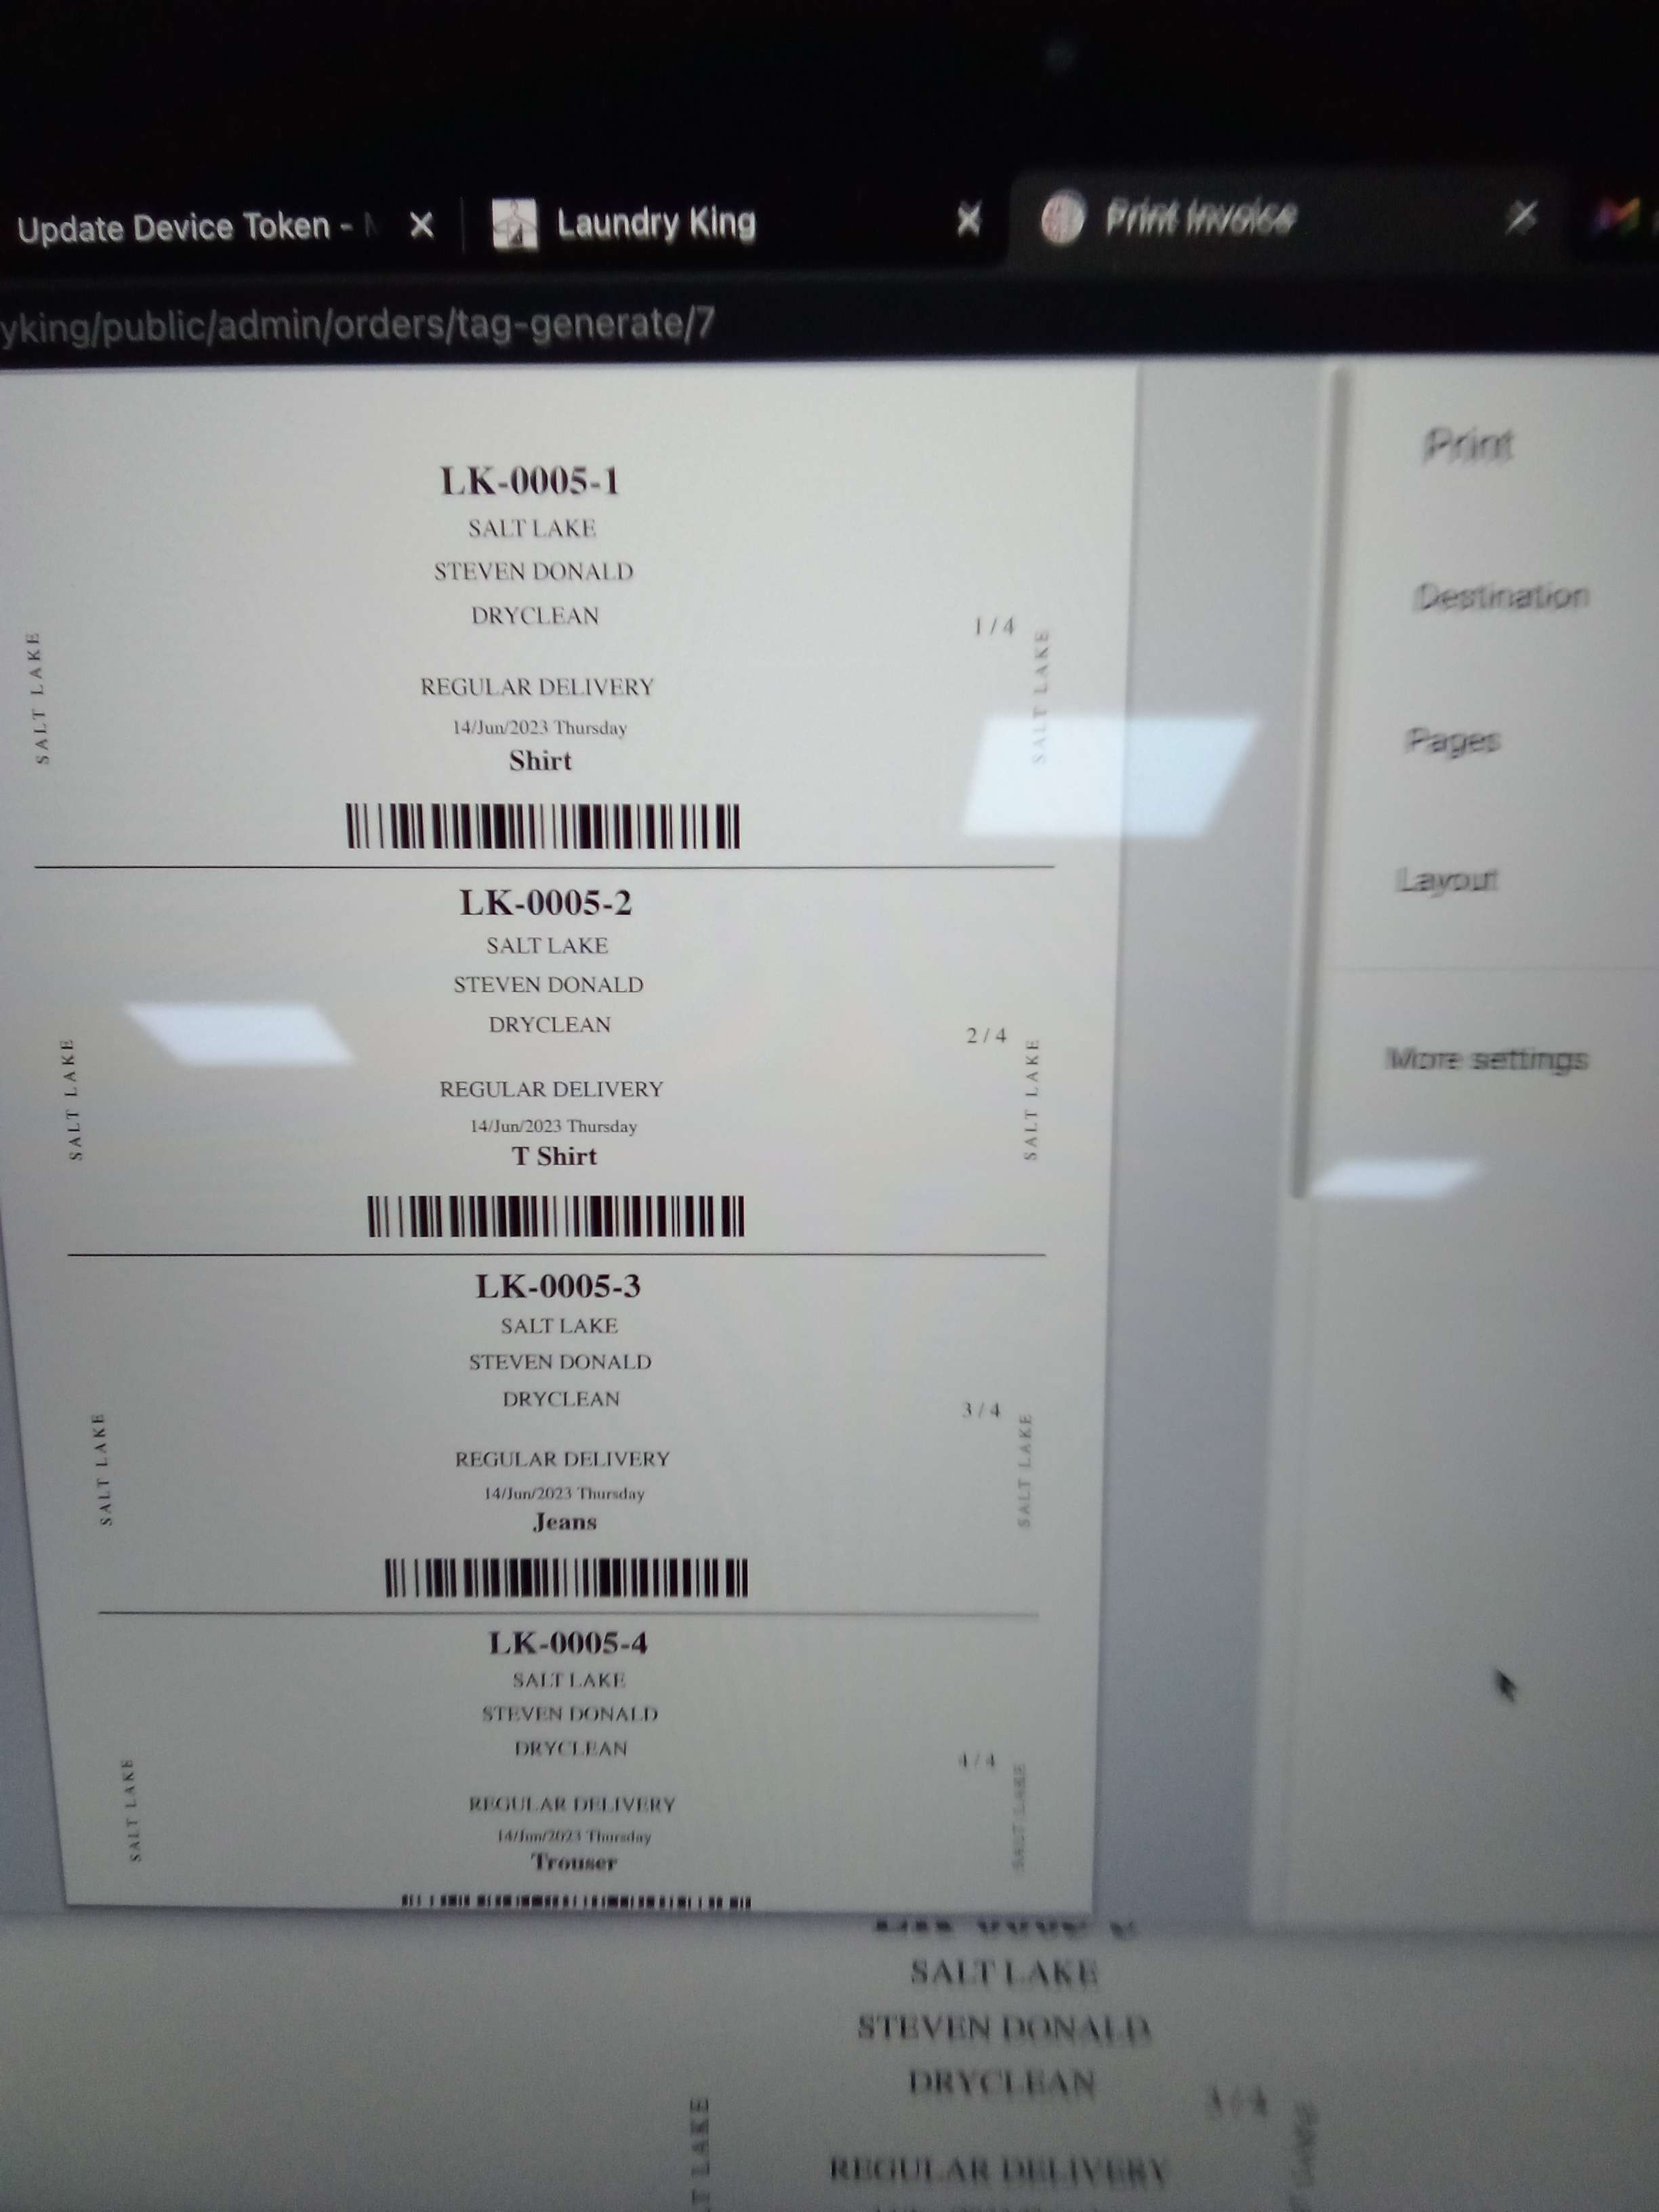 Update Device Token -
Laundry King
Print Invoice
yking/public/admin/orders/tag-generate/7
LK-0005-1
SALT LAKE
STEVEN DONALD
DRYCLEAN
1 / 4
SALT LAKE
SALT LAKE
REGULAR DELIVERY
14/Jun/2023 Thursday
Shirt
LK-0005-2
SALT LAKE
STEVEN DONALD
DRYCLEAN
2 / 4
SALT LAKE
SALT LAKE
REGULAR DELIVERY
14/Jun/2023 Thursday
T Shirt
LK-0005-3
SALT LAKE
STEVEN DONALD
DRYCLEAN
3 / 4
SALT LAKE
SALT LAKE
REGULAR DELIVERY
14/Jun/2023 Thursday
Jeans
LK-0005-4
SALT LAKE
STEVEN DONALD
DRYCLEAN
4 / 4
SALT LAKE
SALT LAKE
REGULAR DELIVERY
14/Jun/2023 Thursday
Trouser
Print
Destination
Pages
Layout
More settings
SALT LAKE
STEVEN DONALD
DRYCLEAN
LAKE
REGULAR DELIVERY